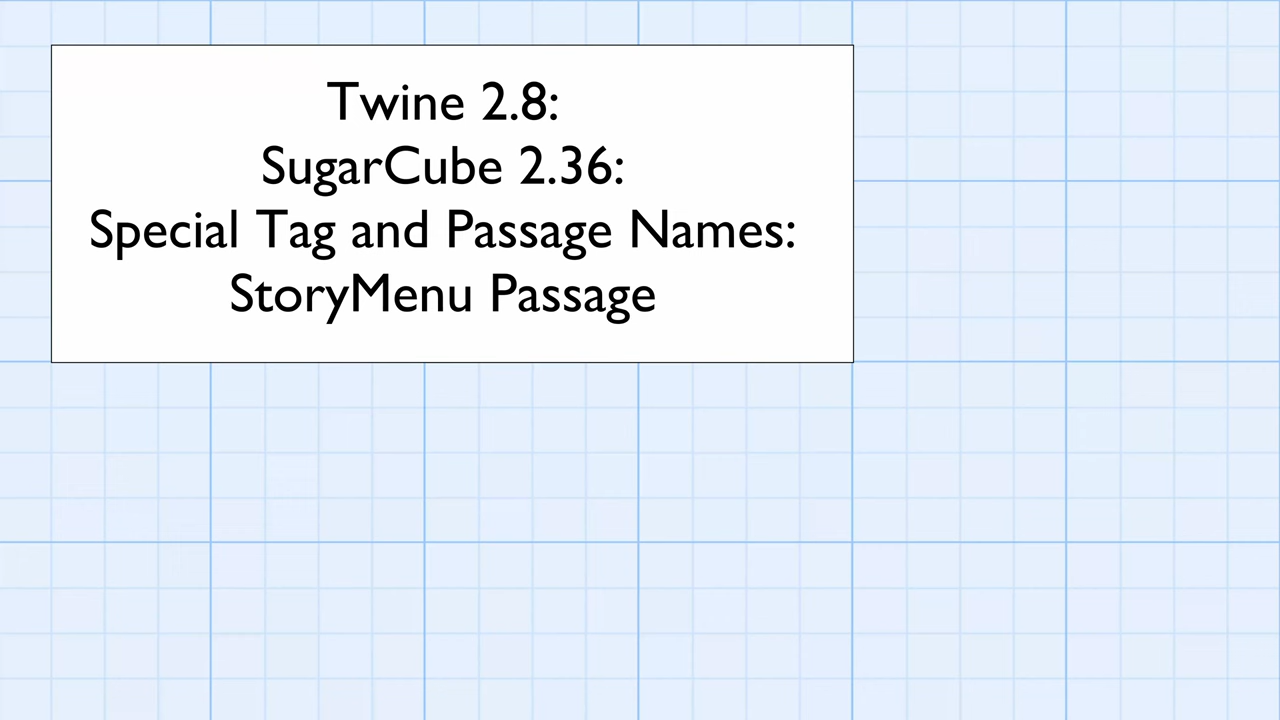 Twine 2.8:
SugarCube 2.36:
Special Tag and Passage Names:
StoryMenu Passage